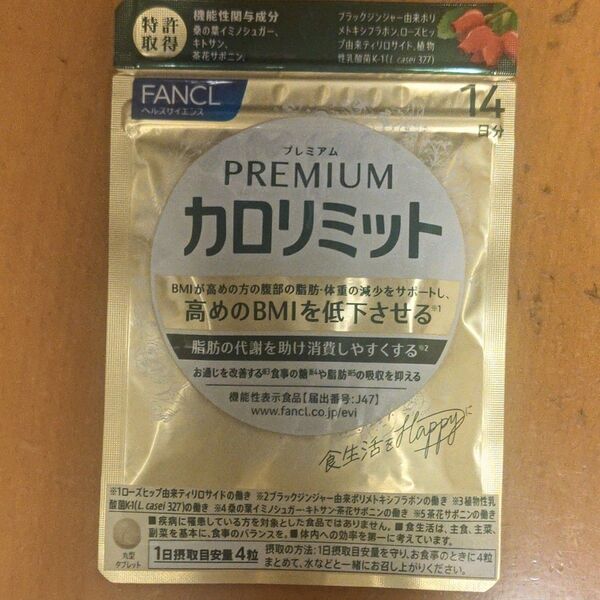 特許
取得
機能性関与成分
桑の葉イミノシュガー、
キトサン、
茶花サポニン、
ブラックジンジャー由来ポリ
メトキシフラボン、ローズヒッ
プ由来ティリロサイド、植物
性乳酸菌K-1(L. casei 327)
FANCL
ヘルスサイエンス
14
日分
プレミアム
PREMIUM
カロリミット
BMIが高めの方の腹部の脂肪・体重の減少をサポートし、
高めのBMIを低下させる※1
脂肪の代謝を助け消費しやすくする※2
お通じを改善する※3食事の糖※4や脂肪※5の吸収を抑える
機能性表示食品【届出番号:J47】
www.fancl.co.jp/evi
食生活をHappyに
※1ローズヒップ由来ティリロサイドの働き ※2ブラックジンジャー由来ポリメトキシフラボンの働き ※3植物性乳
酸菌K-1(L. casei 327)の働き ※4桑の葉イミノシュガー・キトサン・茶花サポニンの働き ※5茶花サポニンの働き
■疾病に罹患している方を対象とした食品ではありません。■食生活は、主食、主菜、
副菜を基本に、食事のバランスを。■体内への効率を第一に考えています。
丸型
タブレット
1日摂取目安量4粒
摂取の方法:1日摂取目安量を守り、お食事のときに4粒
まとめて、水などと一緒にお召し上がりください。